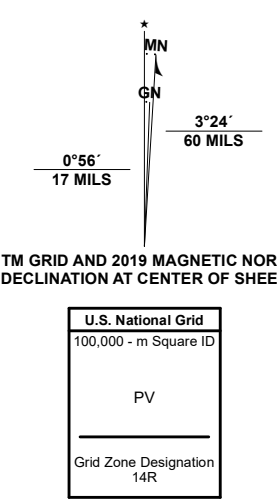 ★
MN
GN
3°24´
60 MILS
0°56´
17 MILS
TM GRID AND 2019 MAGNETIC NOR
DECLINATION AT CENTER OF SHEE
U.S. National Grid
100,000 - m Square ID
PV
Grid Zone Designation
14R